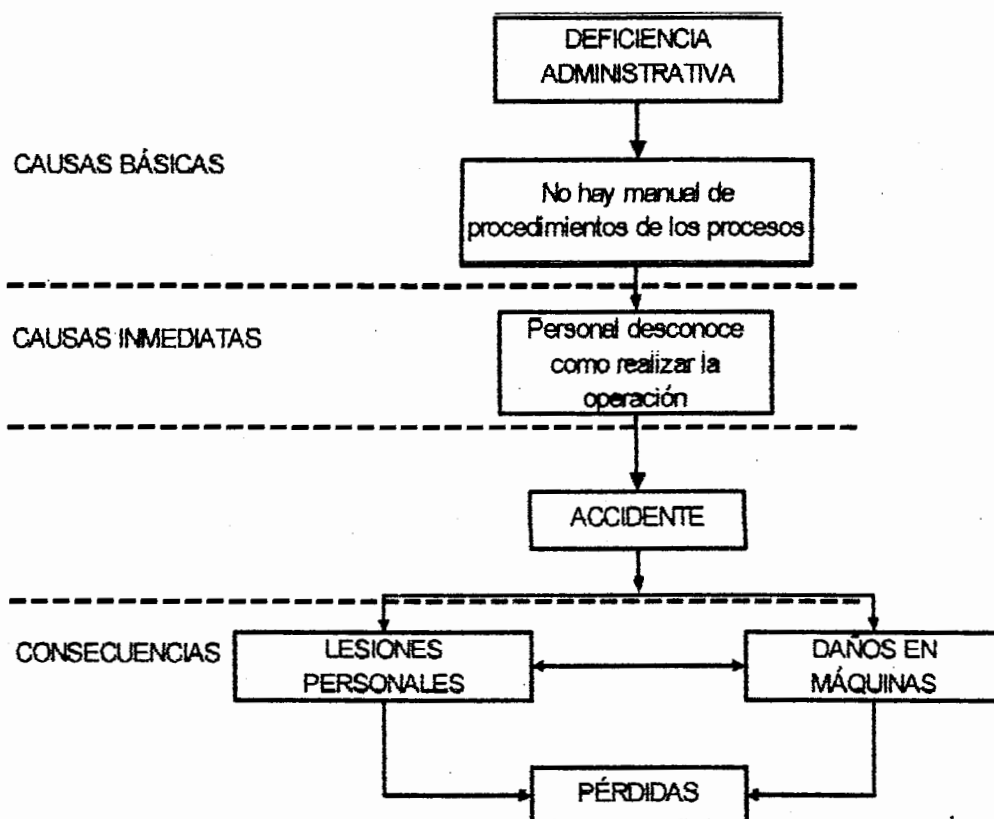 DEFICIENCIA
ADMINISTRATIVA
CAUSAS BÁSICAS
No hay manual de
procedimientos de los procesos
CAUSAS INMEDIATAS
Personal desconoce
como realizar la
operación
ACCIDENTE
CONSECUENCIAS
LESIONES
PERSONALES
DAÑOS EN
MÁQUINAS
PÉRDIDAS